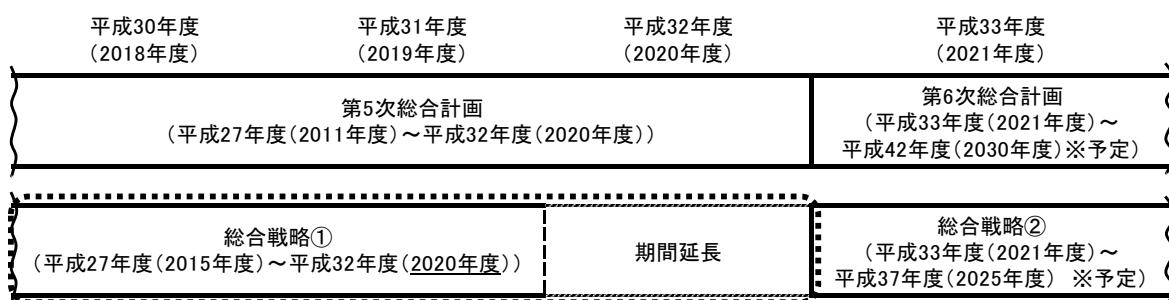 平成30年度 平成31年度 平成32年度 平成33年度
（2018年度） （2019年度） （2020年度） （2021年度）
第5次総合計画
（平成27年度（2011年度）～平成32年度（2020年度））
第6次総合計画
（平成33年度（2021年度）～
平成42年度（2030年度）※予定）
総合戦略①
（平成27年度（2015年度）～平成32年度（2020年度））
期間延長
総合戦略②
（平成33年度（2021年度）～
平成37年度（2025年度） ※予定）